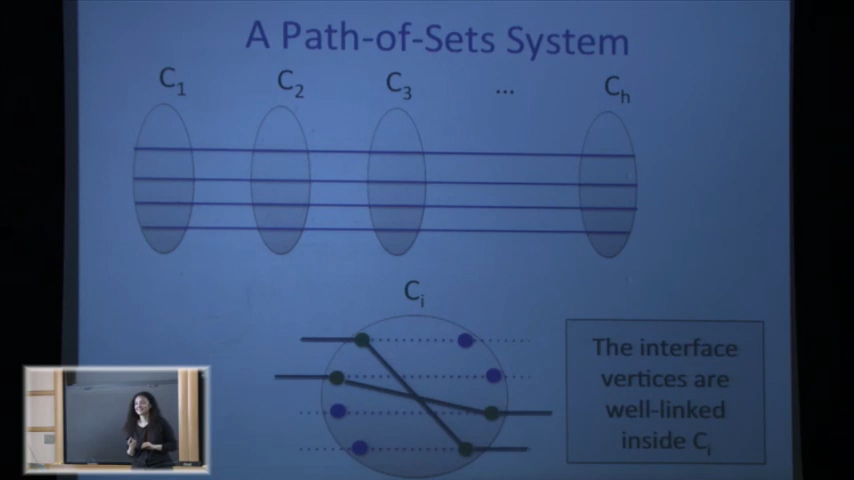 A Path-of-Sets System
C₁ C₂ C₃ ... Cₕ
Cᵢ
The interface
vertices are
well-linked
inside Cᵢ